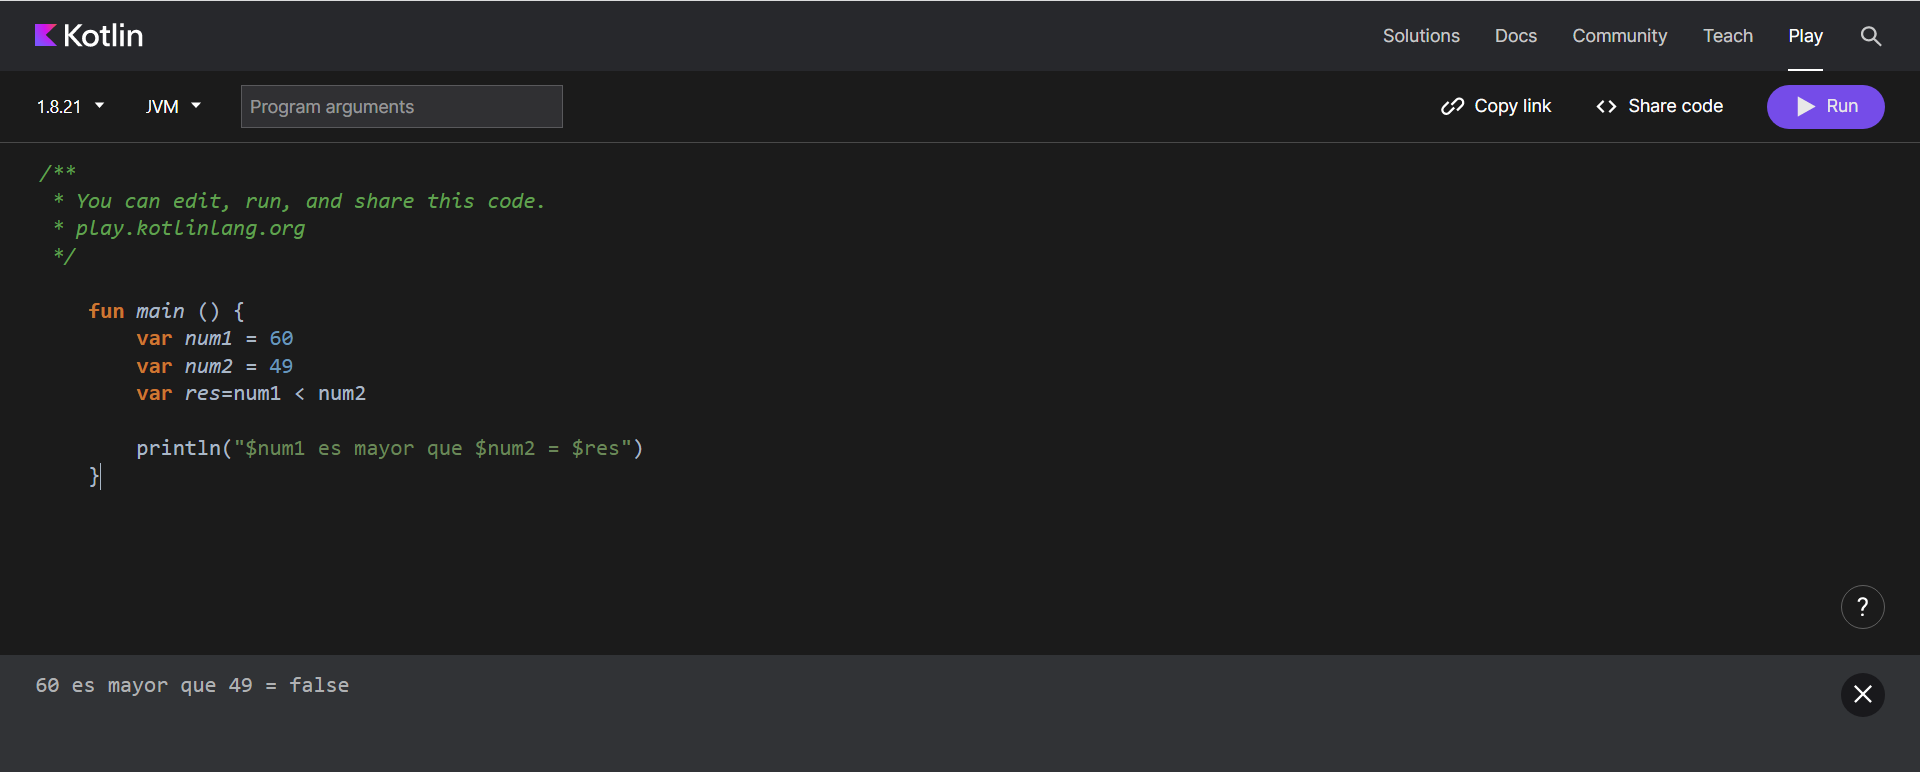 Kotlin
Solutions Docs Community Teach Play
1.8.21 JVM Program arguments Copy link <> Share code Run
/**
 * You can edit, run, and share this code.
 * play.kotlinlang.org
 */
fun main () {
    var num1 = 60
    var num2 = 49
    var res=num1 < num2
    println("$num1 es mayor que $num2 = $res")
}
?
60 es mayor que 49 = false